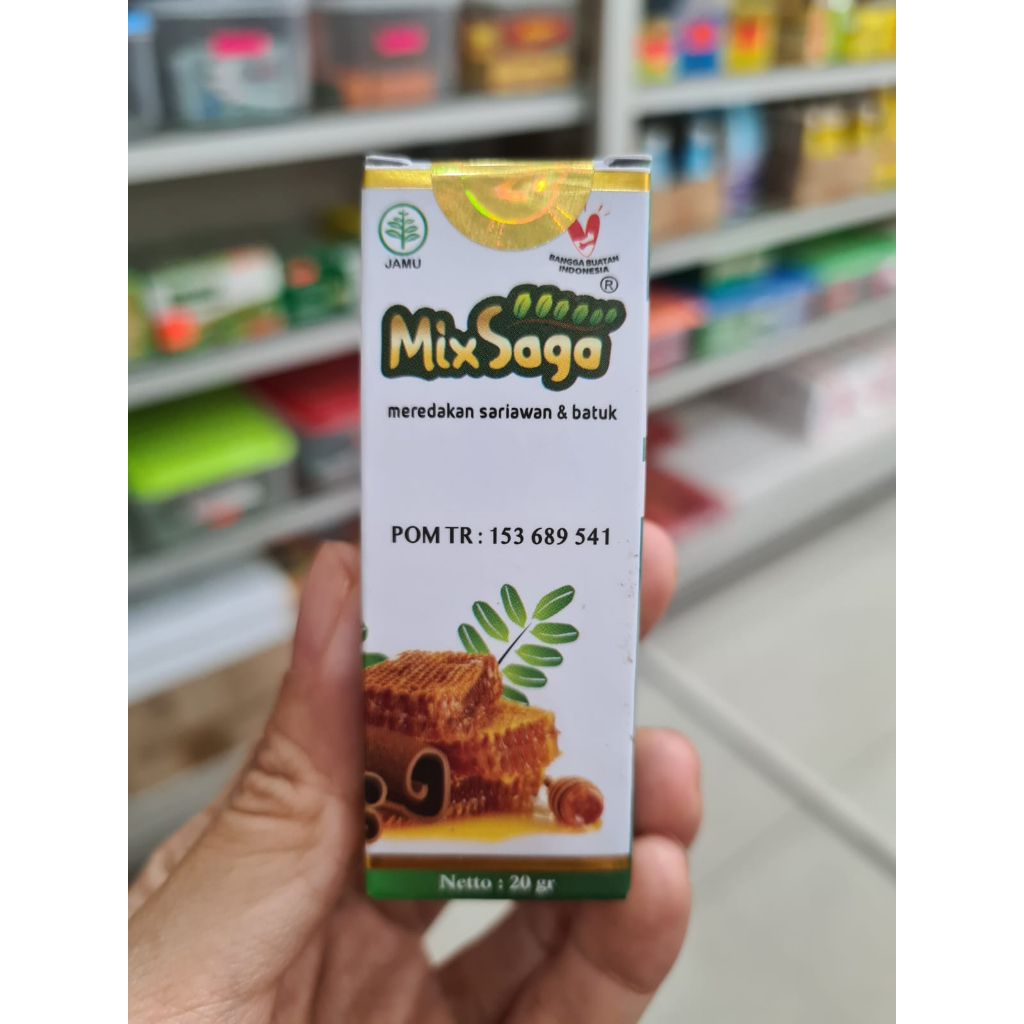 JAMU
BANGGA BUATAN
INDONESIA
®
MixSaga
meredakan sariawan & batuk
POM TR : 153 689 541
Netto : 20 gr